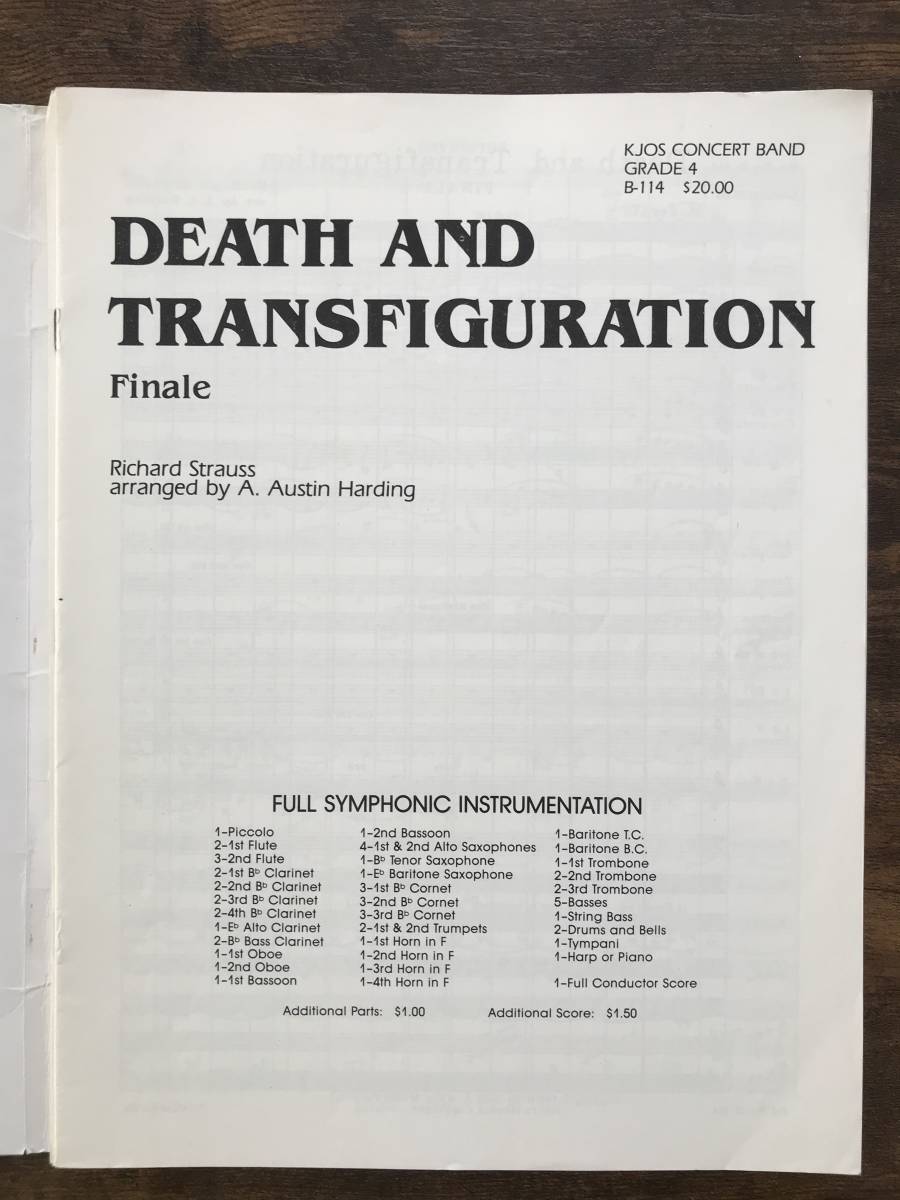 KJOS CONCERT BAND
GRADE 4
B-114 $20.00
DEATH AND
TRANSFIGURATION
Finale
Richard Strauss
arranged by A. Austin Harding
FULL SYMPHONIC INSTRUMENTATION
1-Piccolo
2-1st Flute
3-2nd Flute
2-1st B♭ Clarinet
2-2nd B♭ Clarinet
2-3rd B♭ Clarinet
2-4th B♭ Clarinet
1-E♭ Alto Clarinet
2-B♭ Bass Clarinet
1-1st Oboe
1-2nd Oboe
1-1st Bassoon
1-2nd Bassoon
4-1st & 2nd Alto Saxophones
1-B♭ Tenor Saxophone
1-E♭ Baritone Saxophone
3-1st B♭ Cornet
3-2nd B♭ Cornet
3-3rd B♭ Cornet
2-1st & 2nd Trumpets
1-1st Horn in F
1-2nd Horn in F
1-3rd Horn in F
1-4th Horn in F
1-Baritone T.C.
1-Baritone B.C.
1-1st Trombone
2-2nd Trombone
2-3rd Trombone
5-Basses
1-String Bass
2-Drums and Bells
1-Tympani
1-Harp or Piano
1-Full Conductor Score
Additional Parts: $1.00 Additional Score: $1.50